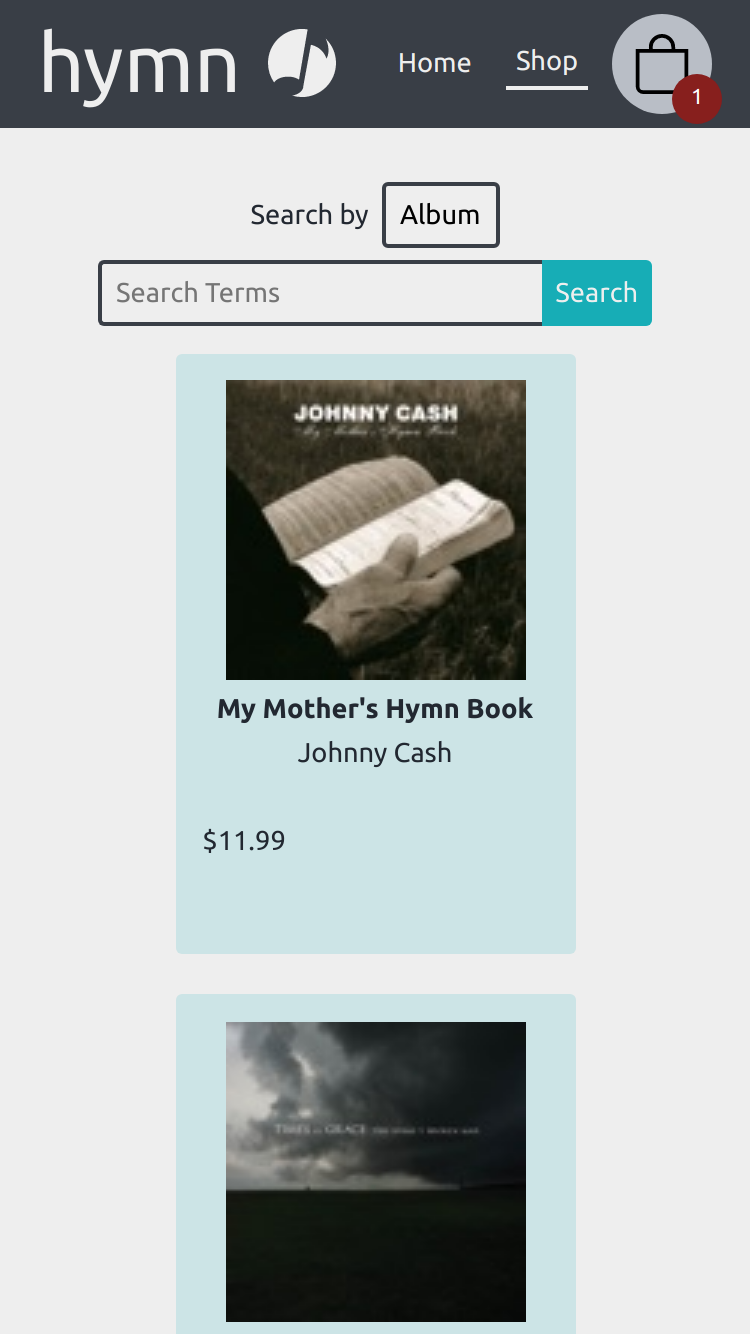 hymn
Home
Shop
1
Search by
Album
Search Terms
Search
JOHNNY CASH
My Mother's Hymn Book
My Mother's Hymn Book
Johnny Cash
$11.99
TIMES of GRACE